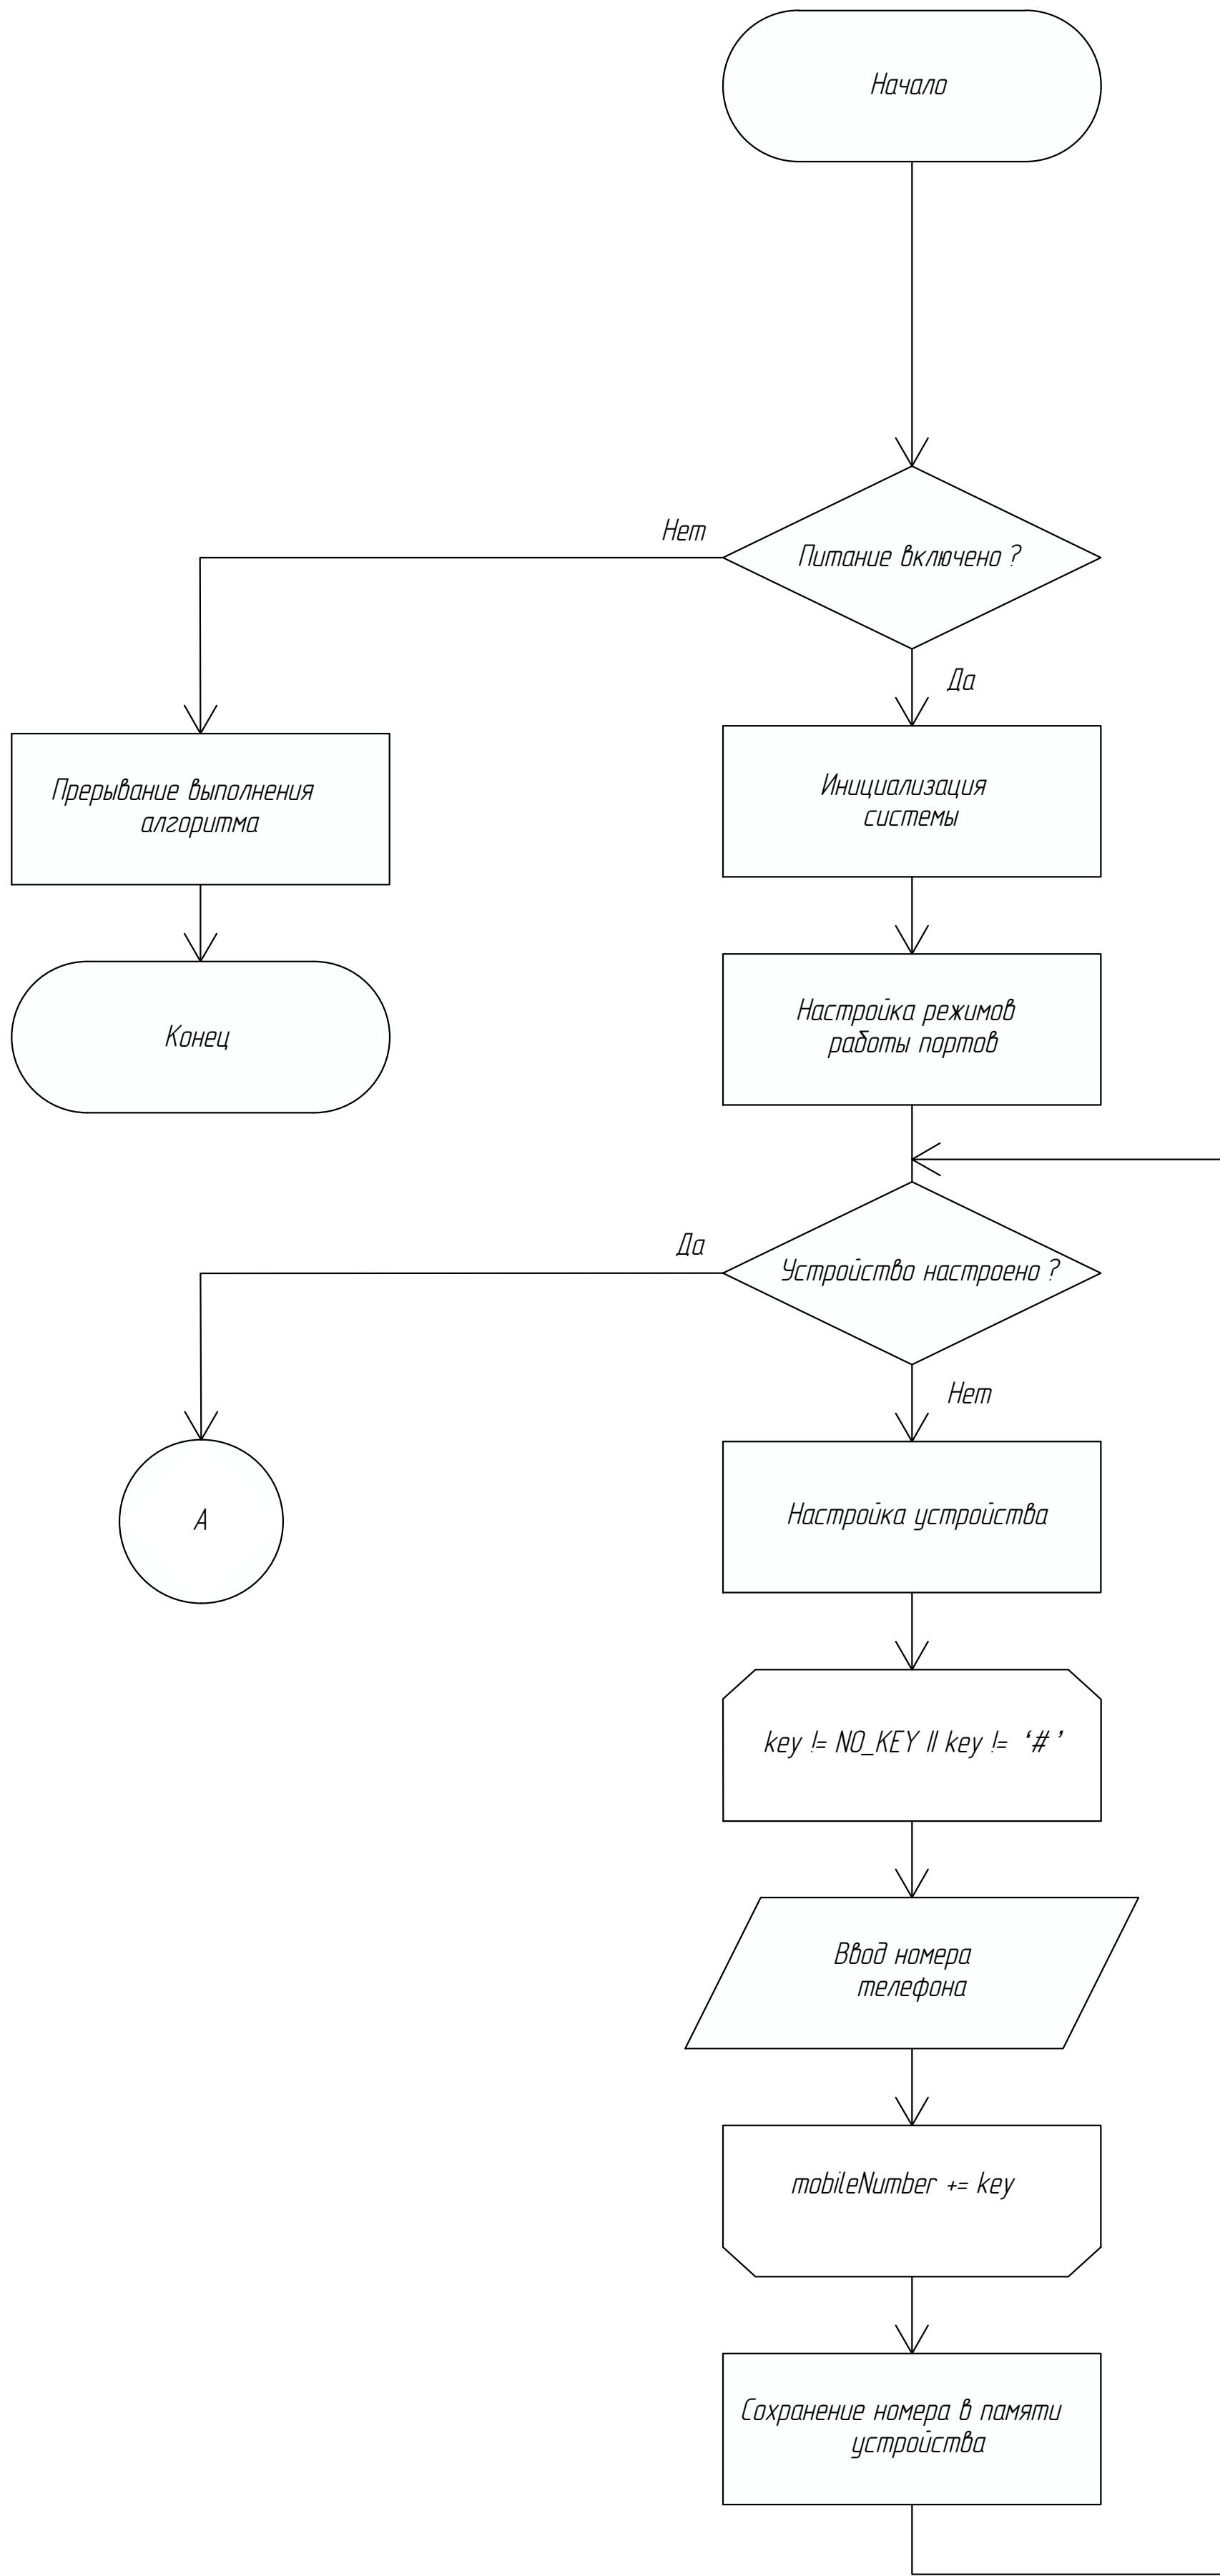 Начало
Нет
Питание включено ?
Да
Прерывание выполнения
алгоритма
Инициализация
системы
Конец
Настройка режимов
работы портов
Да
Устройство настроено ?
Нет
А
Настройка устройства
key != NO_KEY || key != ‘#’
Ввод номера
телефона
mobileNumber += key
Сохранение номера в памяти
устройства